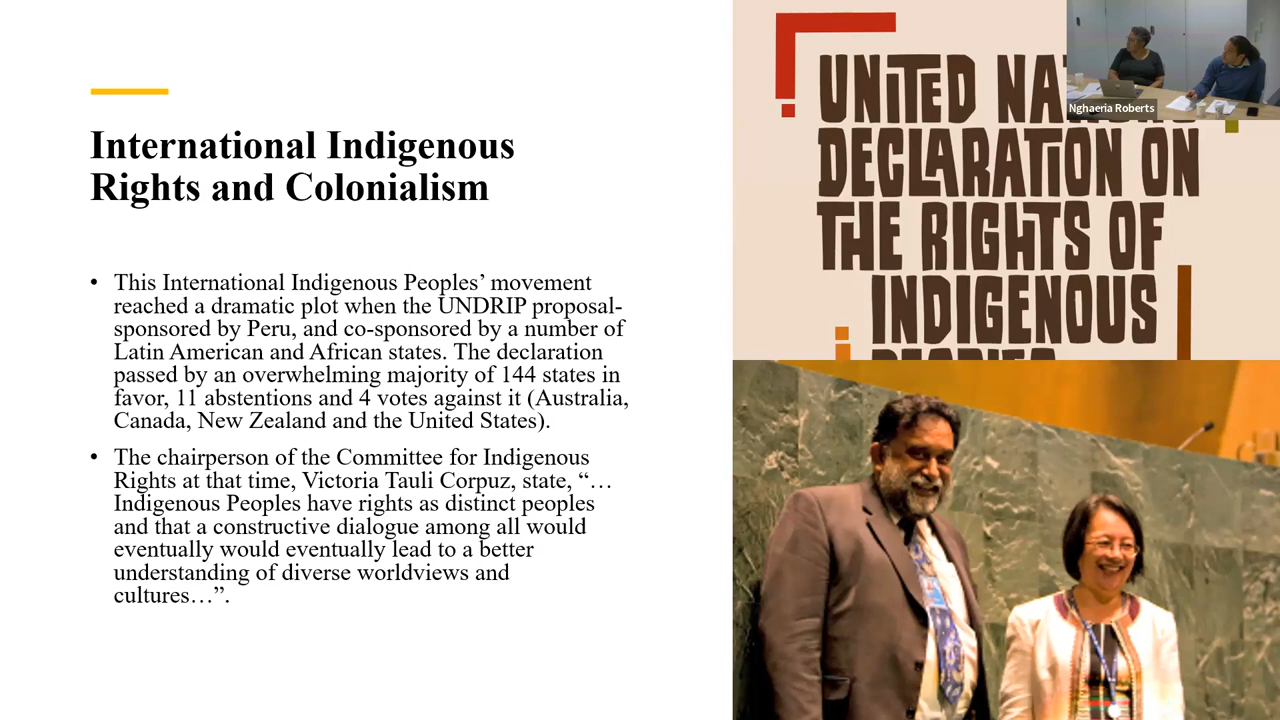 International Indigenous
Rights and Colonialism
• This International Indigenous Peoples’ movement
reached a dramatic plot when the UNDRIP proposal-
sponsored by Peru, and co-sponsored by a number of
Latin American and African states. The declaration
passed by an overwhelming majority of 144 states in
favor, 11 abstentions and 4 votes against it (Australia,
Canada, New Zealand and the United States).
• The chairperson of the Committee for Indigenous
Rights at that time, Victoria Tauli Corpuz, state, “…
Indigenous Peoples have rights as distinct peoples
and that a constructive dialogue among all would
eventually would eventually lead to a better
understanding of diverse worldviews and
cultures…”.
UNITED
DECLARATION ON
THE RIGHTS OF
INDIGENOUS
Nghaeria Roberts